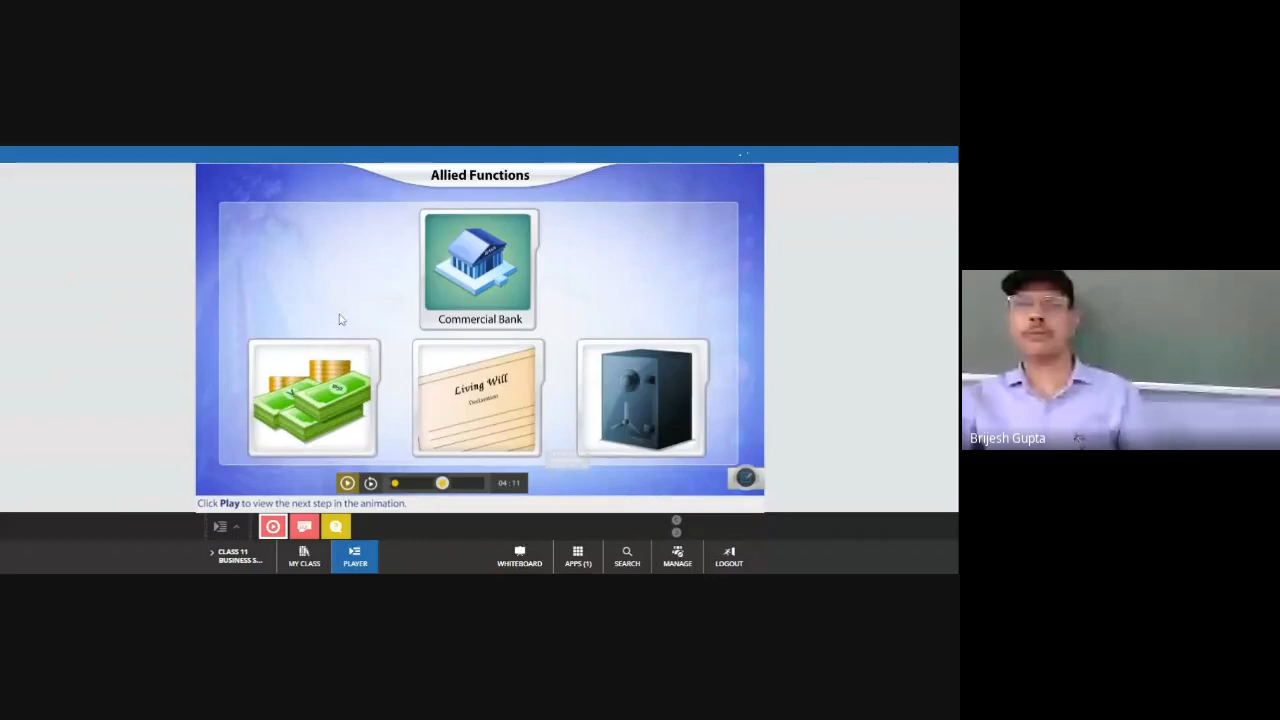 Allied Functions
Commercial Bank
Living Will
Declaration
04:11
Click Play to view the next step in the animation.
CLASS 11
BUSINESS S...
MY CLASS
PLAYER
WHITEBOARD
APPS (1)
SEARCH
MANAGE
LOGOUT
Brijesh Gupta